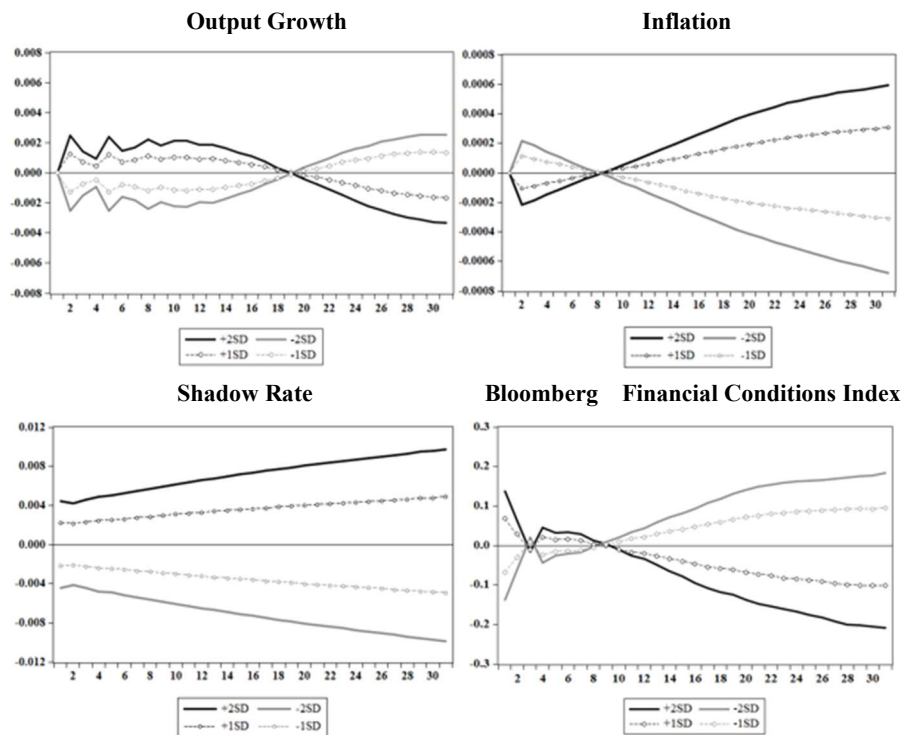 Output Growth
Inflation
0.008
0.006
0.004
0.002
0.000
-0.002
-0.004
-0.006
-0.008
2 4 6 8 10 12 14 16 18 20 22 24 26 28 30
+2SD -2SD
+1SD -1SD
0.0008
0.0006
0.0004
0.0002
0.0000
-0.0002
-0.0004
-0.0006
-0.0008
2 4 6 8 10 12 14 16 18 20 22 24 26 28 30
+2SD -2SD
+1SD -1SD
Shadow Rate
Bloomberg Financial Conditions Index
0.012
0.008
0.004
0.000
-0.004
-0.008
-0.012
2 4 6 8 10 12 14 16 18 20 22 24 26 28 30
+2SD -2SD
+1SD -1SD
0.3
0.2
0.1
0.0
-0.1
-0.2
-0.3
2 4 6 8 10 12 14 16 18 20 22 24 26 28 30
+2SD -2SD
+1SD -1SD